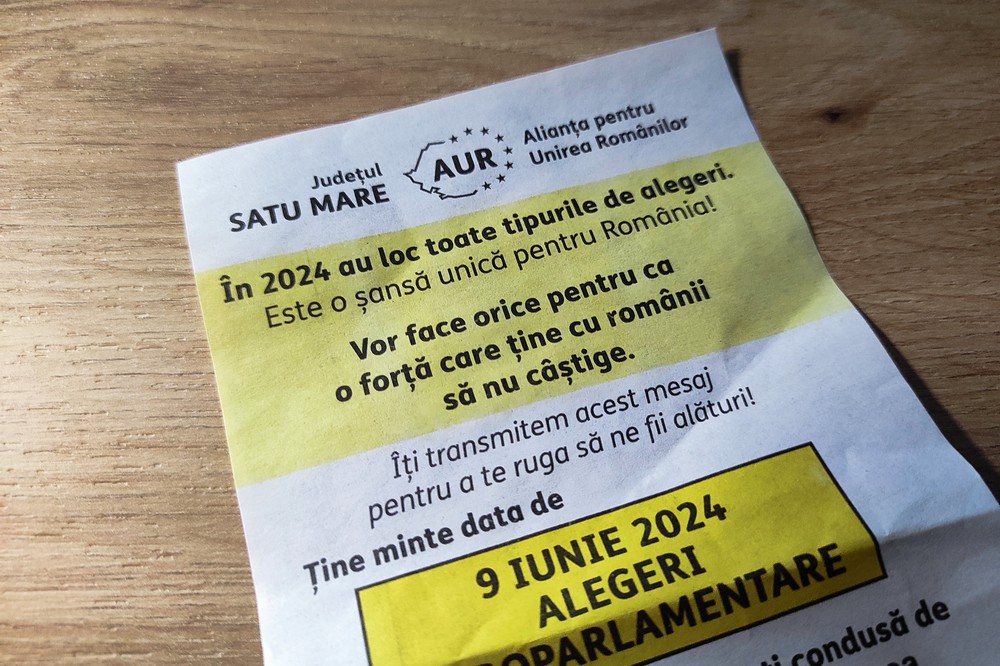 Județul
SATU MARE
AUR
Alianța pentru
Unirea Românilor
În 2024 au loc toate tipurile de alegeri.
Este o șansă unică pentru România!
Vor face orice pentru ca
o forță care ține cu românii
să nu câștige.
Îți transmitem acest mesaj
pentru a te ruga să ne fii alături!
Ține minte data de
9 IUNIE 2024
ALEGERI
ROPARLAMENTARE
condusă de